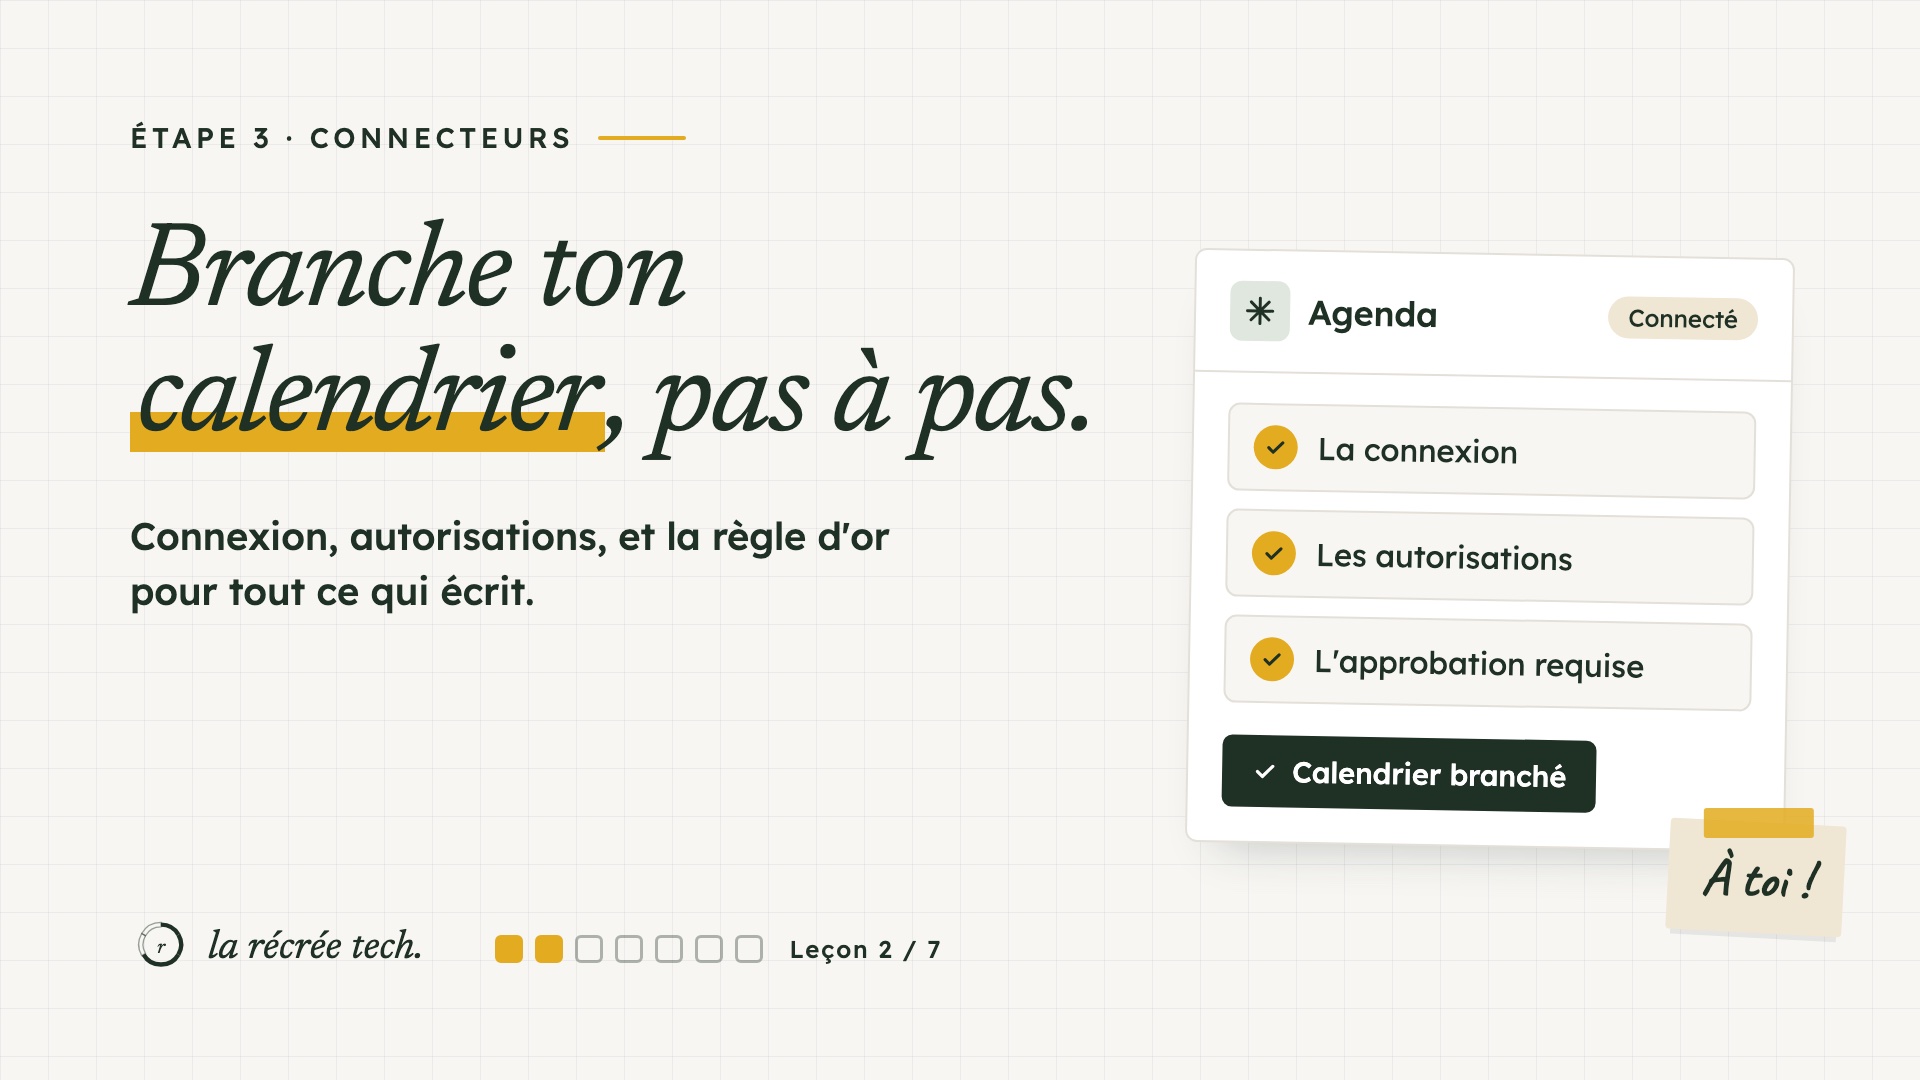 ÉTAPE 3 · CONNECTEURS
Branche ton
calendrier, pas à pas.
Connexion, autorisations, et la règle d'or
pour tout ce qui écrit.
Agenda
Connecté
La connexion
Les autorisations
L'approbation requise
Calendrier branché
À toi !
r
la récrée tech.
Leçon 2 / 7